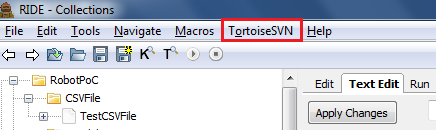 RIDE - Collections
File Edit Tools Navigate Macros TortoiseSVN Help
K T
RobotPoC
CSVFile
TestCSVFile
Edit Text Edit Run
Apply Changes